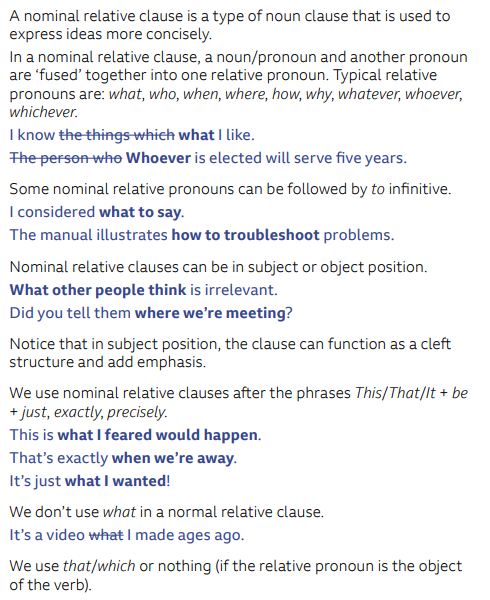 A nominal relative clause is a type of noun clause that is used to
express ideas more concisely.
In a nominal relative clause, a noun/pronoun and another pronoun
are ‘fused’ together into one relative pronoun. Typical relative
pronouns are: what, who, when, where, how, why, whatever, whoever,
whichever.
I know the things which what I like.
The person who Whoever is elected will serve five years.
Some nominal relative pronouns can be followed by to infinitive.
I considered what to say.
The manual illustrates how to troubleshoot problems.
Nominal relative clauses can be in subject or object position.
What other people think is irrelevant.
Did you tell them where we’re meeting?
Notice that in subject position, the clause can function as a cleft
structure and add emphasis.
We use nominal relative clauses after the phrases This/That/It + be
+ just, exactly, precisely.
This is what I feared would happen.
That’s exactly when we’re away.
It’s just what I wanted!
We don’t use what in a normal relative clause.
It’s a video what I made ages ago.
We use that/which or nothing (if the relative pronoun is the object
of the verb).